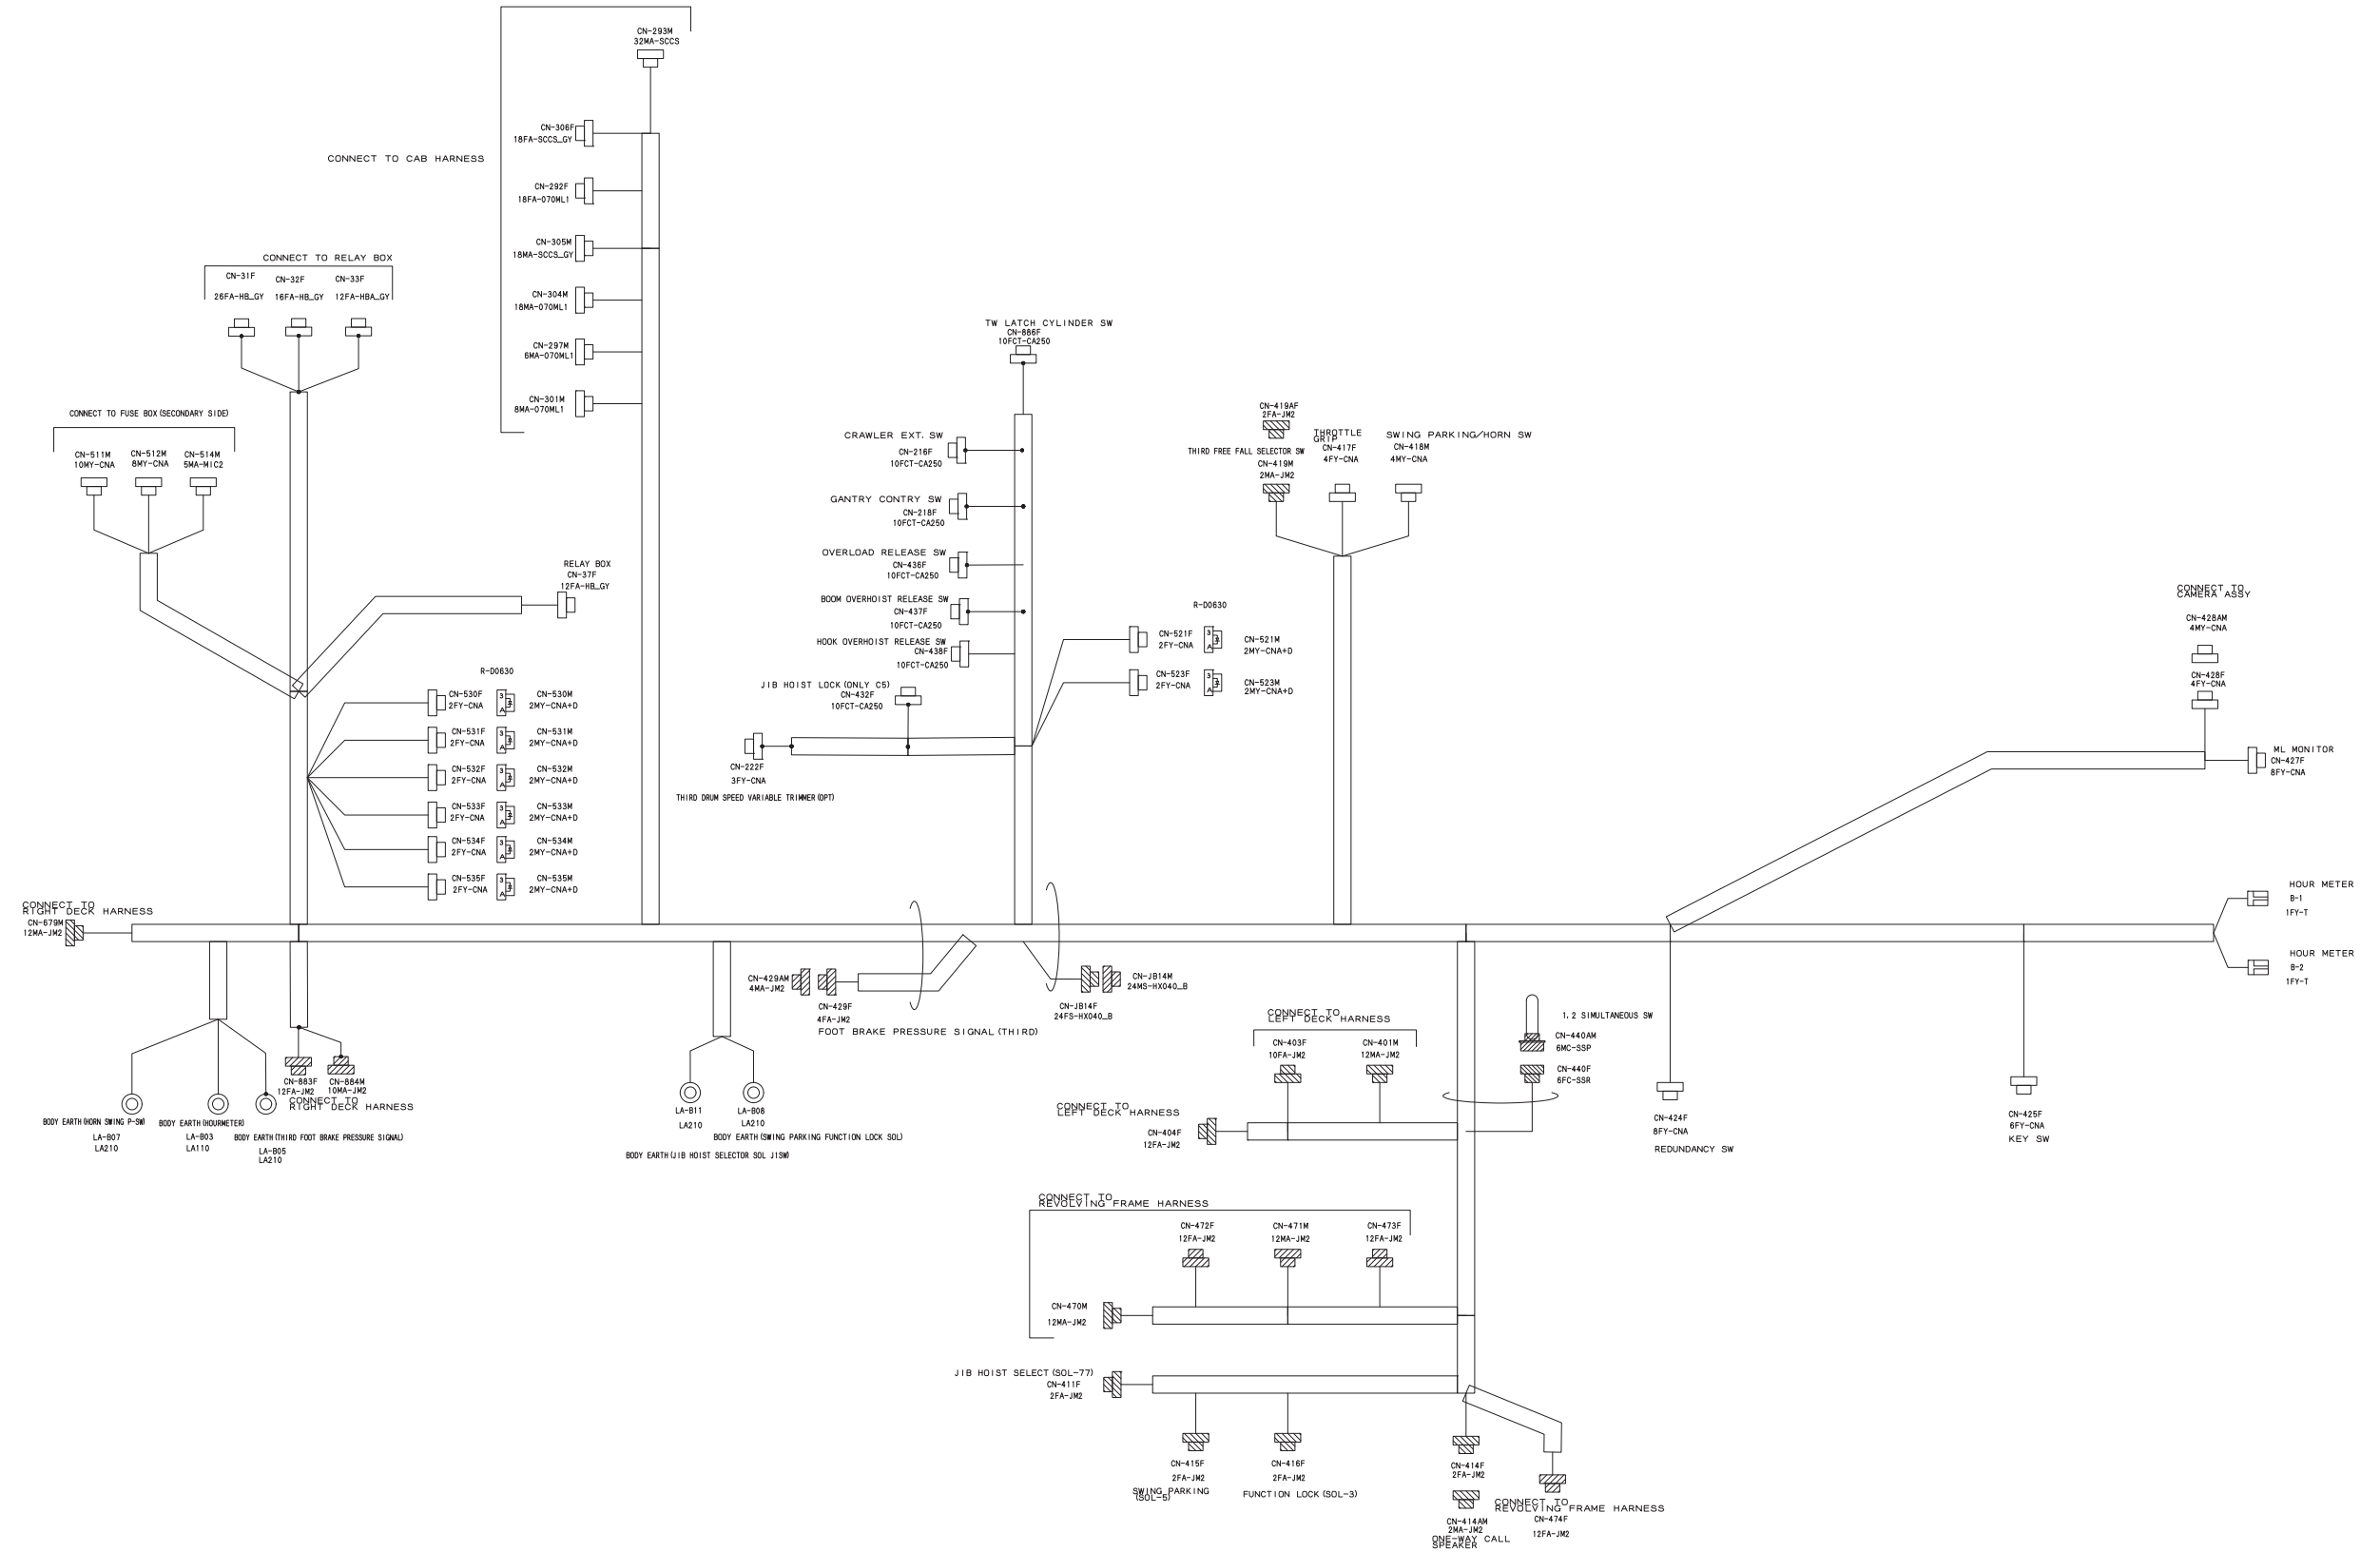 CN-293M
32MA-SCCS
CN-306F
18FA-SCCS_GY
CONNECT TO CAB HARNESS
CN-292F
18FA-070ML1
CN-305M
18MA-SCCS_GY
CN-304M
18MA-070ML1
CN-297M
6MA-070ML1
CN-301M
8MA-070ML1
CONNECT TO RELAY BOX
CN-31F
26FA-HB_GY
CN-32F
16FA-HB_GY
CN-33F
12FA-HBA_GY
CONNECT TO FUSE BOX(SECONDARY SIDE)
CN-511M
10MY-CNA
CN-512M
8MY-CNA
CN-514M
5MA-MIC2
RELAY BOX
CN-37F
12FA-HB_GY
R-D0630
CN-530F
2FY-CNA
3
A
CN-530M
2MY-CNA+D
CN-531F
2FY-CNA
3
A
CN-531M
2MY-CNA+D
CN-532F
2FY-CNA
3
A
CN-532M
2MY-CNA+D
CN-533F
2FY-CNA
3
A
CN-533M
2MY-CNA+D
CN-534F
2FY-CNA
3
A
CN-534M
2MY-CNA+D
CN-535F
2FY-CNA
3
A
CN-535M
2MY-CNA+D
TW LATCH CYLINDER SW
CN-886F
10FCT-CA250
CRAWLER EXT. SW
CN-216F
10FCT-CA250
GANTRY CONTRY SW
CN-218F
10FCT-CA250
OVERLOAD RELEASE SW
CN-436F
10FCT-CA250
BOOM OVERHOIST RELEASE SW
CN-437F
10FCT-CA250
HOOK OVERHOIST RELEASE SW
CN-438F
10FCT-CA250
JIB HOIST LOCK(ONLY C5)
CN-432F
10FCT-CA250
CN-222F
3FY-CNA
THIRD DRUM SPEED VARIABLE TRIMMER(OPT)
R-D0630
CN-521F
2FY-CNA
3
A
CN-521M
2MY-CNA+D
CN-523F
2FY-CNA
3
A
CN-523M
2MY-CNA+D
CN-419AF
2FA-JM2
THIRD FREE FALL SELECTOR SW
CN-419M
2MA-JM2
THROTTLE
GRIP
CN-417F
4FY-CNA
SWING PARKING/HORN SW
CN-418M
4MY-CNA
CONNECT TO
CAMERA ASSY
CN-428AM
4MY-CNA
CN-428F
4FY-CNA
ML MONITOR
CN-427F
8FY-CNA
HOUR METER
B-1
1FY-T
HOUR METER
B-2
1FY-T
CONNECT TO
RIGHT DECK HARNESS
CN-679M
12MA-JM2
CN-883F
12FA-JM2
CN-884M
10MA-JM2
CONNECT TO
RIGHT DECK HARNESS
BODY EARTH(HORN SWING P-SW)
LA-B07
LA210
BODY EARTH(HOURMETER)
LA-B03
LA110
BODY EARTH(THIRD FOOT BRAKE PRESSURE SIGNAL)
LA-B05
LA210
LA-B11
LA210
BODY EARTH(JIB HOIST SELECTOR SOL J1SW)
LA-B08
LA210
BODY EARTH(SWING PARKING FUNCTION LOCK SOL)
CN-429AM
4MA-JM2
CN-429F
4FA-JM2
FOOT BRAKE PRESSURE SIGNAL(THIRD)
CN-JB14F
24FS-HX040_B
CN-JB14M
24MS-HX040_B
CONNECT TO
LEFT DECK HARNESS
CN-403F
10FA-JM2
CN-401M
12MA-JM2
1.2 SIMULTANEOUS SW
CN-440AM
6MC-SSP
CN-440F
6FC-SSR
CONNECT TO
LEFT DECK HARNESS
CN-404F
12FA-JM2
CN-424F
8FY-CNA
REDUNDANCY SW
CN-425F
6FY-CNA
KEY SW
CONNECT TO
REVOLVING FRAME HARNESS
CN-472F
12FA-JM2
CN-471M
12MA-JM2
CN-473F
12FA-JM2
CN-470M
12MA-JM2
JIB HOIST SELECT(SOL-77)
CN-411F
2FA-JM2
CN-415F
2FA-JM2
SWING PARKING
(SOL-5)
CN-416F
2FA-JM2
FUNCTION LOCK(SOL-3)
CN-414F
2FA-JM2
CN-414AM
2MA-JM2
ONE-WAY CALL
SPEAKER
CONNECT TO
REVOLVING FRAME HARNESS
CN-474F
12FA-JM2